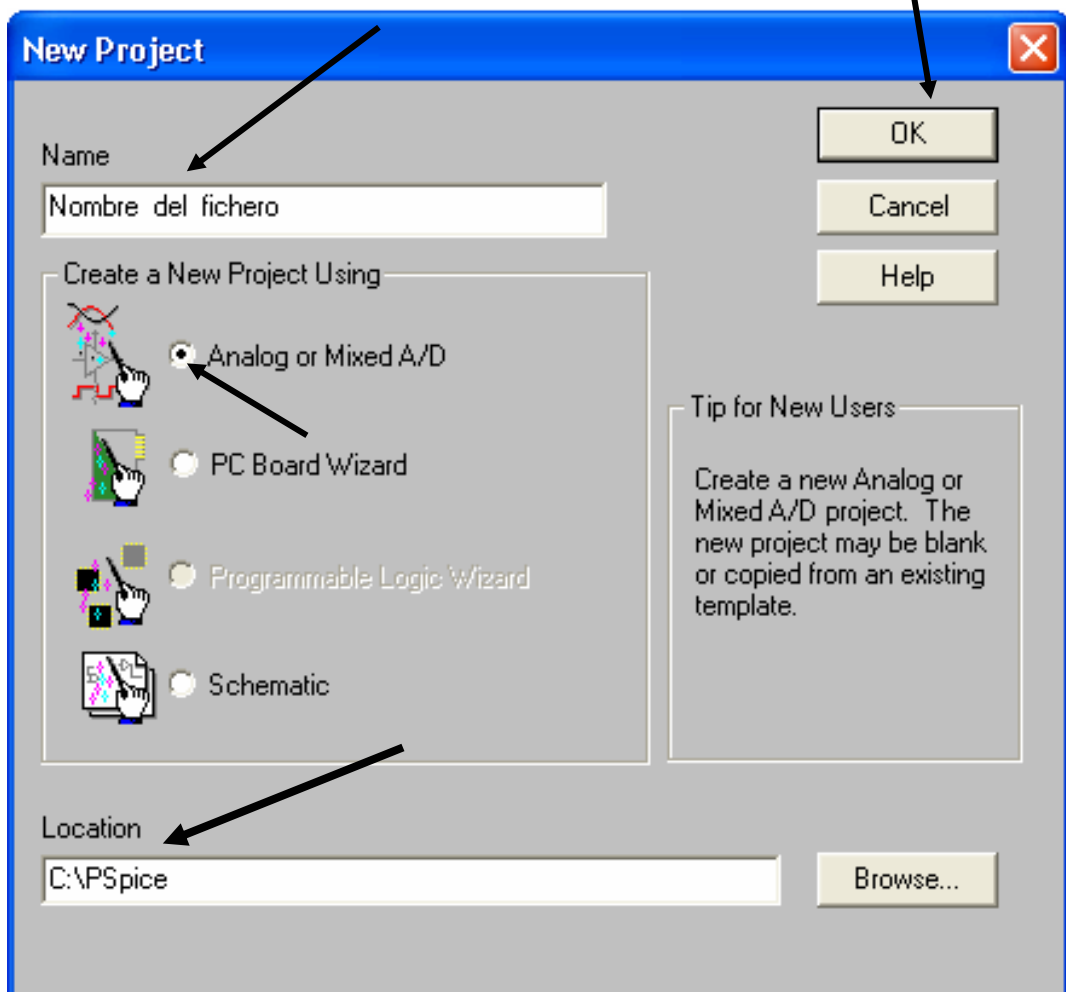 New Project
OK
Name
Nombre del fichero
Cancel
Create a New Project Using
Help
Analog or Mixed A/D
PC Board Wizard
Programmable Logic Wizard
Schematic
Tip for New Users
Create a new Analog or
Mixed A/D project. The
new project may be blank
or copied from an existing
template.
Location
C:\PSpice
Browse...